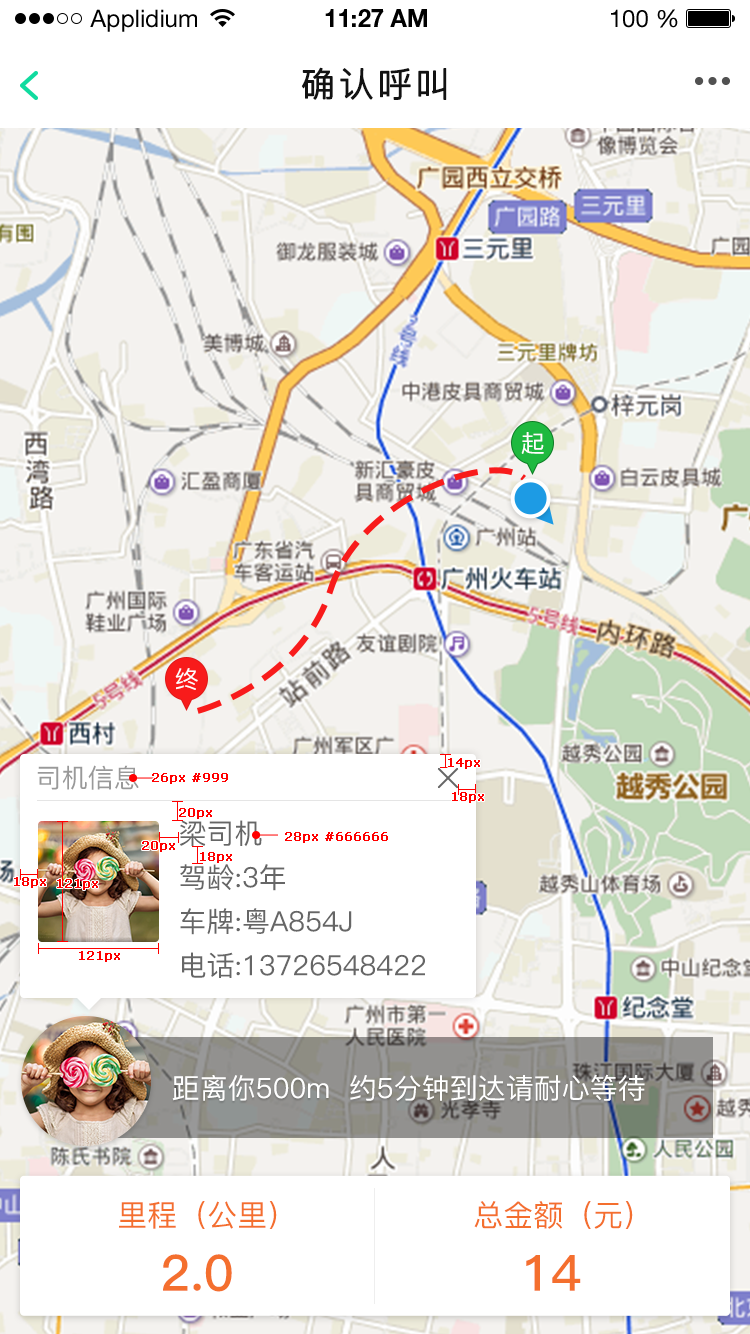 Applidium
11:27 AM
100 %
确认呼叫
像博览会
广园西立交桥
广园路
三元里
有围
御龙服装城
三元里
广园
2号线
美博城
三元里牌坊
中港皮具商贸城
梓元岗
起
西湾路
汇盈商厦
新汇豪皮
具商贸城
白云皮具城
广州站
广东省汽
车客运站
广州火车站
广州国际
鞋业广场
5号线
内环路
友谊剧院
站前路
终
5号线
西村
广州军区广
越秀公园
越秀公园
司机信息
26px #999
14px
18px
20px
梁司机
28px #666666
20px
18px
驾龄:3年
18px
121px
越秀山体育场
车牌:粤A854J
121px
电话:13726548422
中山纪念堂
纪念堂
广州市第一
人民医院
珠江国际大厦
距离你500m 约5分钟到达请耐心等待
光孝寺
越秀
陈氏书院
人民公园
人
中山
里程（公里）
总金额（元）
2.0
14
北京